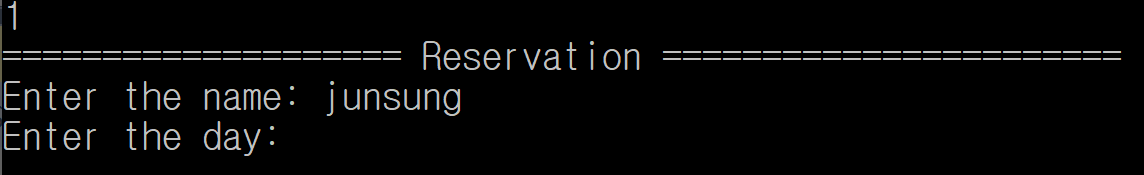 1
==================== Reservation =======================
Enter the name: junsung
Enter the day: